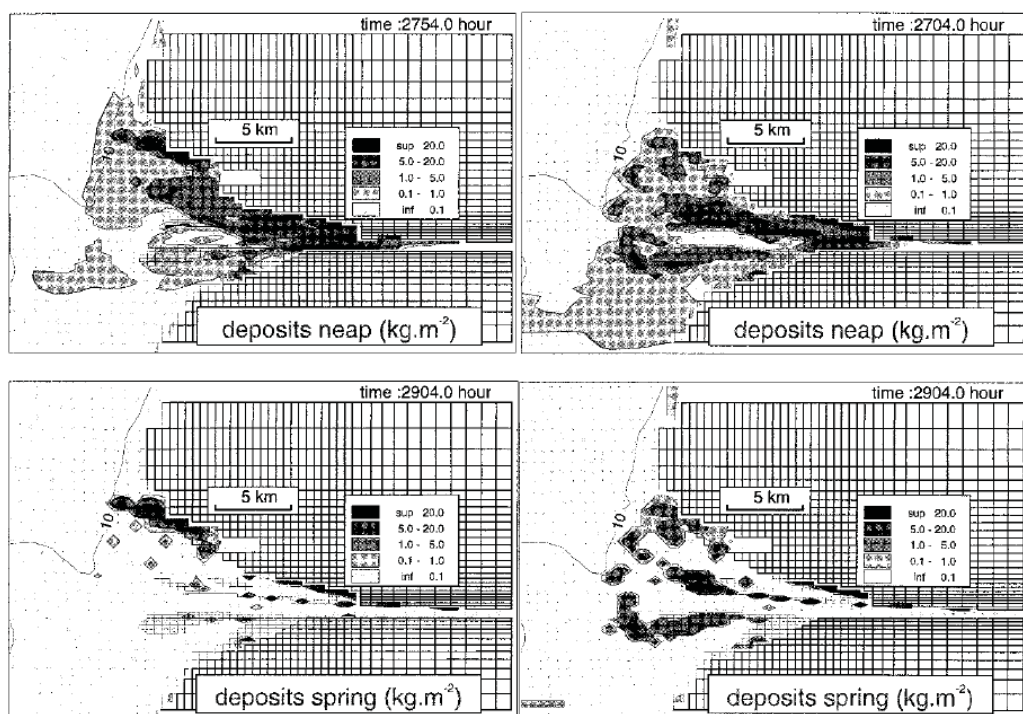 time :2754.0 hour
5 km
sup 20.0
5.0 - 20.0
1.0 - 5.0
0.1 - 1.0
inf 0.1
deposits neap (kg.m⁻²)
time :2704.0 hour
10
5 km
sup 20.0
5.0 - 20.0
1.0 - 5.0
0.1 - 1.0
inf 0.1
deposits neap (kg.m⁻²)
time :2904.0 hour
10
5 km
sup 20.0
5.0 - 20.0
1.0 - 5.0
0.1 - 1.0
inf 0.1
deposits spring (kg.m⁻²)
time :2904.0 hour
10
5 km
sup 20.0
5.0 - 20.0
1.0 - 5.0
0.1 - 1.0
inf 0.1
deposits spring (kg.m⁻²)